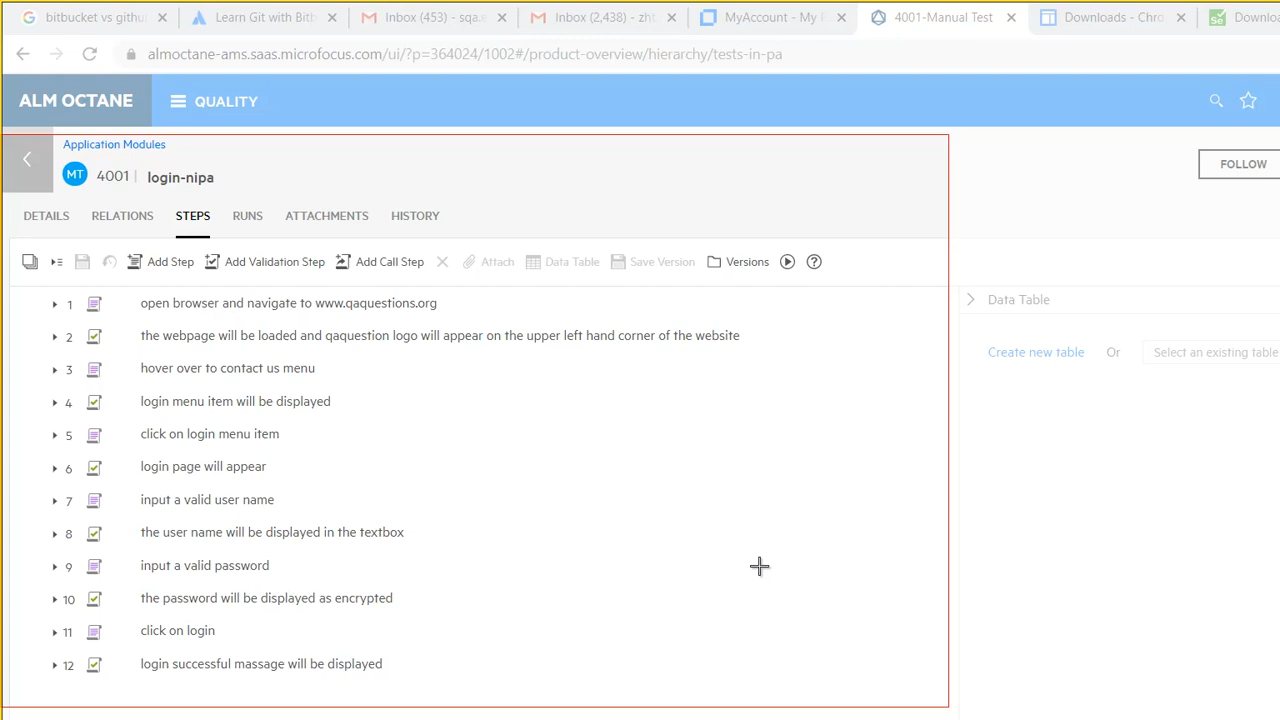 bitbucket vs githu
Learn Git with Bitb
Inbox (453) - sqa.e
Inbox (2,438) - zht
MyAccount - My
4001-Manual Test
Downloads - Chro
Downloa
almoctane-ams.saas.microfocus.com/ui/?p=364024/1002#/product-overview/hierarchy/tests-in-pa
ALM OCTANE
QUALITY
Application Modules
MT 4001 login-nipa
FOLLOW
DETAILS RELATIONS STEPS RUNS ATTACHMENTS HISTORY
Add Step Add Validation Step Add Call Step Attach Data Table Save Version Versions
Data Table
Create new table Or Select an existing table
1 open browser and navigate to www.qaquestions.org
2 the webpage will be loaded and qaquestion logo will appear on the upper left hand corner of the website
3 hover over to contact us menu
4 login menu item will be displayed
5 click on login menu item
6 login page will appear
7 input a valid user name
8 the user name will be displayed in the textbox
9 input a valid password
10 the password will be displayed as encrypted
11 click on login
12 login successful massage will be displayed